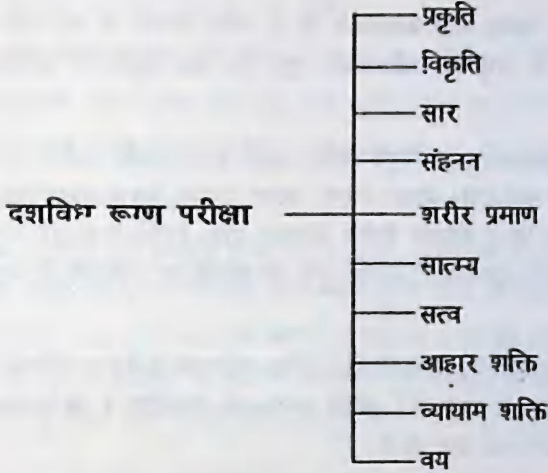 प्रकृति
विकृति
सार
संहनन
दशविध रूग्ण परीक्षा
शरीर प्रमाण
सात्म्य
सत्व
आहार शक्ति
व्यायाम शक्ति
वय